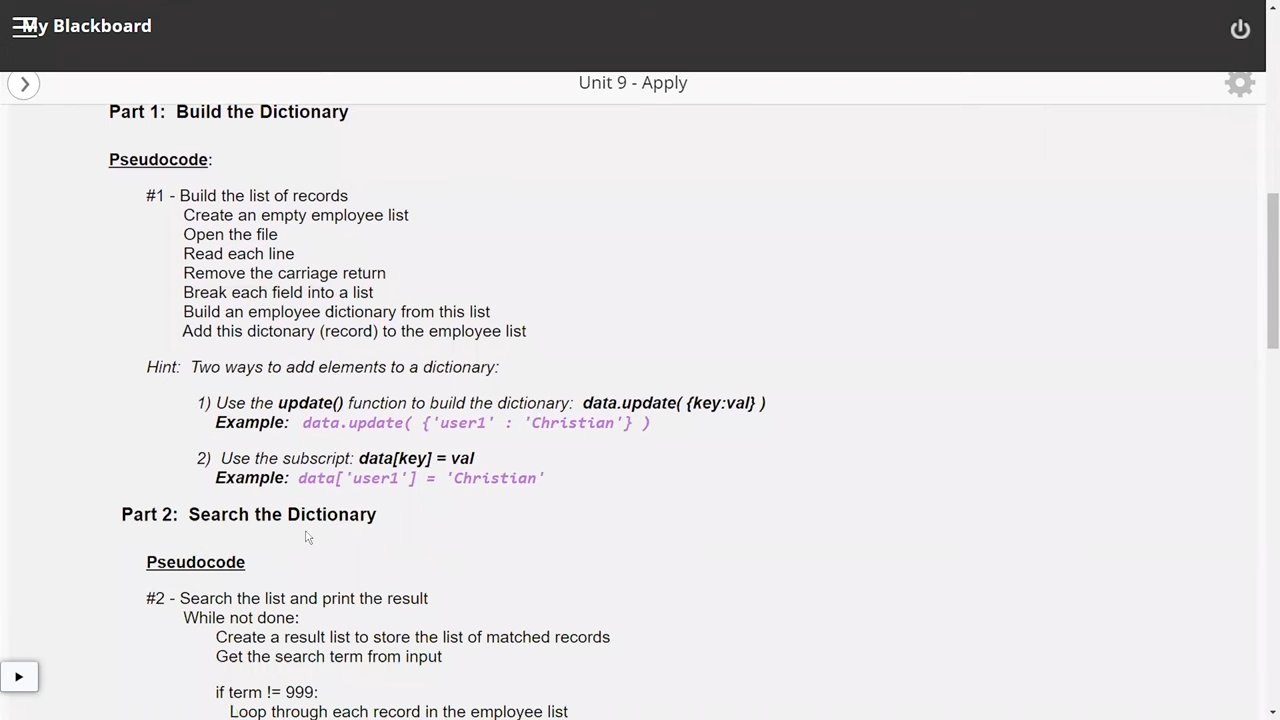 My Blackboard
Unit 9 - Apply
Part 1:  Build the Dictionary
Pseudocode:
#1 - Build the list of records
Create an empty employee list
Open the file
Read each line
Remove the carriage return
Break each field into a list
Build an employee dictionary from this list
Add this dictonary (record) to the employee list
Hint:  Two ways to add elements to a dictionary:
1) Use the update() function to build the dictionary:  data.update( {key:val} )
Example:  data.update( {'user1' : 'Christian'} )
2)  Use the subscript: data[key] = val
Example:  data['user1'] = 'Christian'
Part 2:  Search the Dictionary
Pseudocode
#2 - Search the list and print the result
While not done:
Create a result list to store the list of matched records
Get the search term from input
if term != 999:
Loop through each record in the employee list